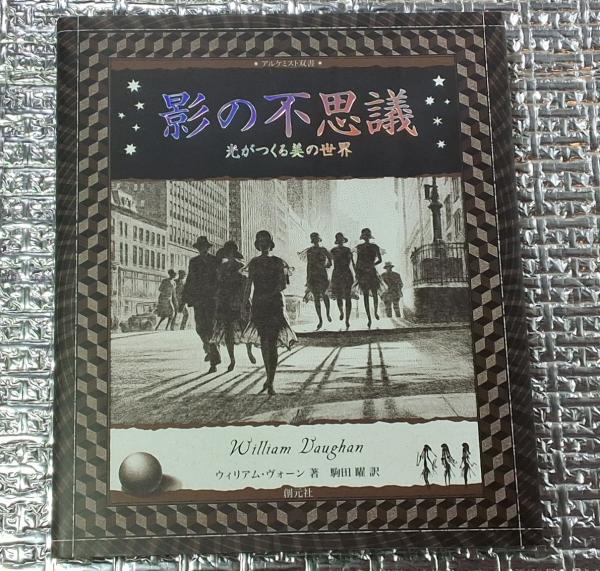 ★アルケミスト双書★
影の不思議
光がつくる美の世界
William Vaughan
ウィリアム・ヴォーン 著 駒田 曜 訳
創元社